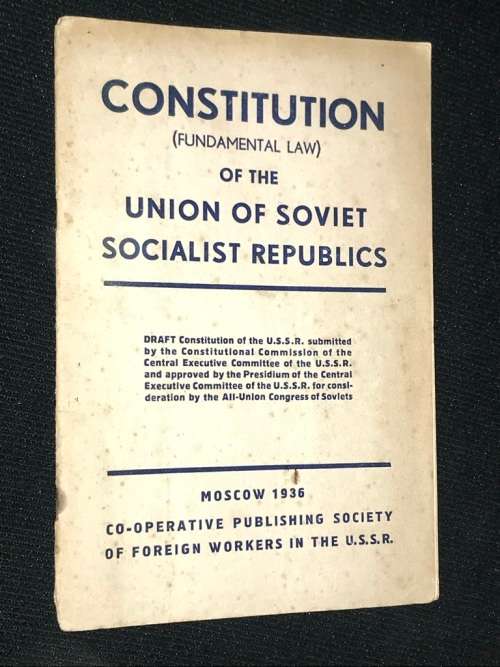 CONSTITUTION
(FUNDAMENTAL LAW)
OF THE
UNION OF SOVIET
SOCIALIST REPUBLICS
DRAFT Constitution of the U.S.S.R. submitted
by the Constitutional Commission of the
Central Executive Committee of the U.S.S.R.
and approved by the Presidium of the Central
Executive Committee of the U.S.S.R. for consi-
deration by the All-Union Congress of Soviets
MOSCOW 1936
CO-OPERATIVE PUBLISHING SOCIETY
OF FOREIGN WORKERS IN THE U.S.S.R.